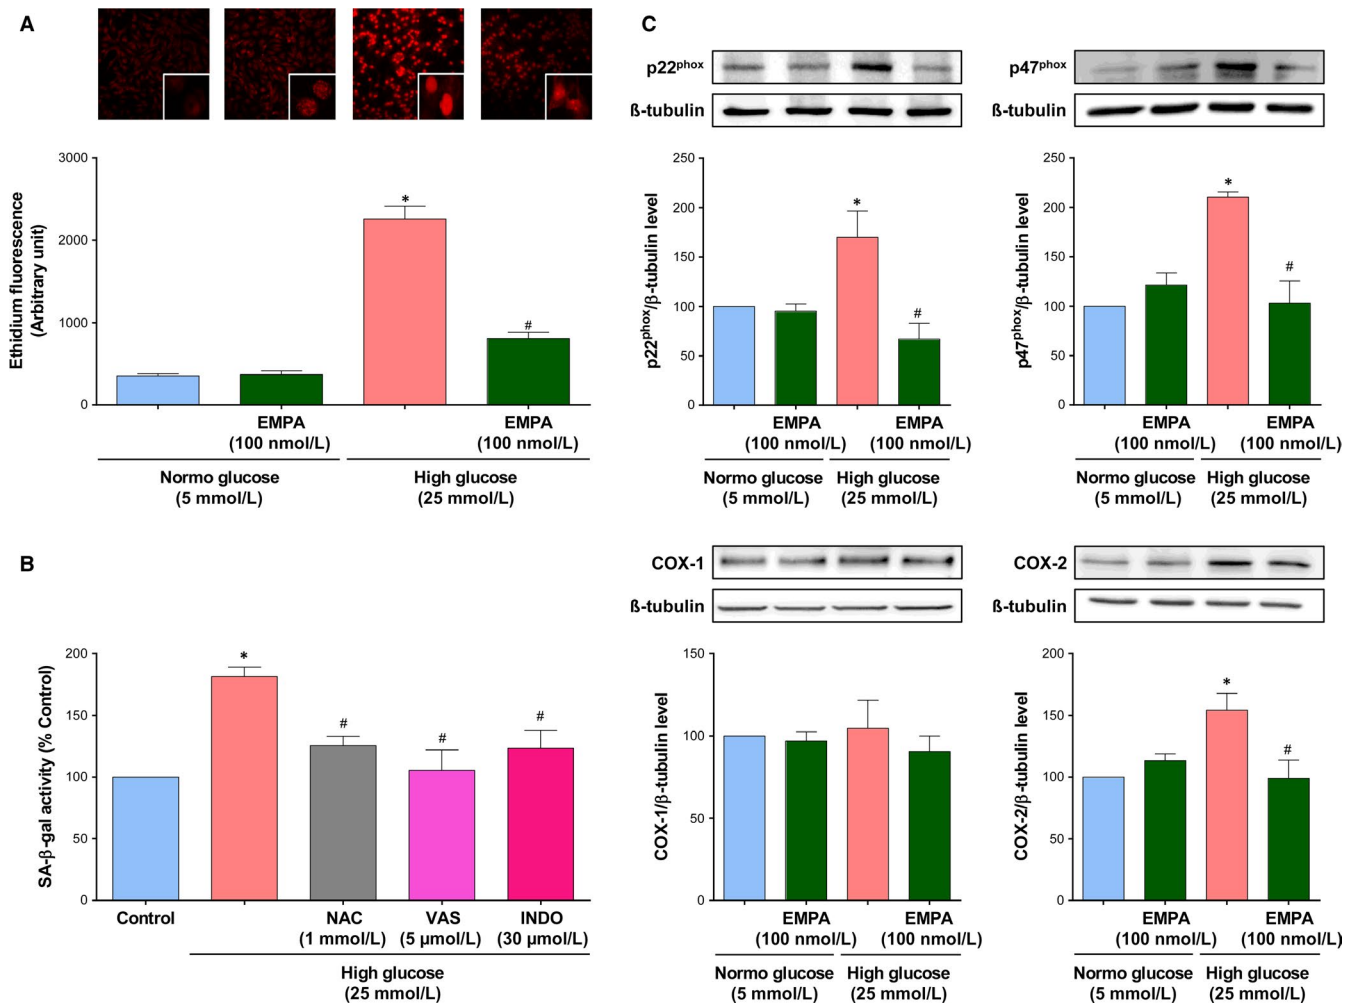 A
3000
2000
1000
0
Ethidium fluorescence
(Arbitrary unit)
*
#
EMPA
(100 nmol/L)
EMPA
(100 nmol/L)
Normo glucose
(5 mmol/L)
High glucose
(25 mmol/L)
B
200
150
100
50
0
SA-β-gal activity (% Control)
*
#
#
#
Control
NAC
(1 mmol/L)
VAS
(5 µmol/L)
INDO
(30 µmol/L)
High glucose
(25 mmol/L)
C
p22phox
ß-tubulin
250
200
150
100
50
0
p22phox/β-tubulin level
*
#
EMPA
(100 nmol/L)
EMPA
(100 nmol/L)
Normo glucose
(5 mmol/L)
High glucose
(25 mmol/L)
p47phox
ß-tubulin
250
200
150
100
50
0
p47phox/β-tubulin level
*
#
EMPA
(100 nmol/L)
EMPA
(100 nmol/L)
Normo glucose
(5 mmol/L)
High glucose
(25 mmol/L)
COX-1
ß-tubulin
150
100
50
0
COX-1/β-tubulin level
EMPA
(100 nmol/L)
EMPA
(100 nmol/L)
Normo glucose
(5 mmol/L)
High glucose
(25 mmol/L)
COX-2
ß-tubulin
200
150
100
50
0
COX-2/β-tubulin level
*
#
EMPA
(100 nmol/L)
EMPA
(100 nmol/L)
Normo glucose
(5 mmol/L)
High glucose
(25 mmol/L)